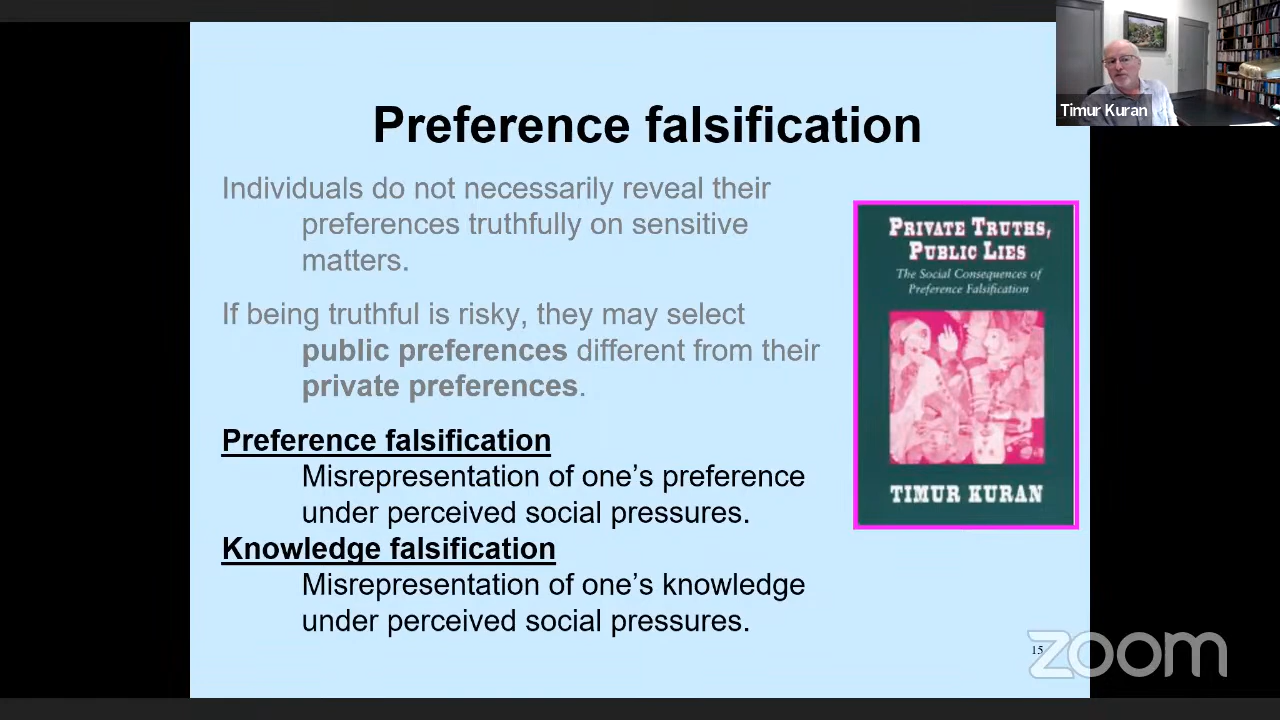 Timur Kuran
Preference falsification
Individuals do not necessarily reveal their
preferences truthfully on sensitive
matters.
If being truthful is risky, they may select
public preferences different from their
private preferences.
Preference falsification
Misrepresentation of one’s preference
under perceived social pressures.
Knowledge falsification
Misrepresentation of one’s knowledge
under perceived social pressures.
PRIVATE TRUTHS,
PUBLIC LIES
The Social Consequences of
Preference Falsification
TIMUR KURAN
15
zoom